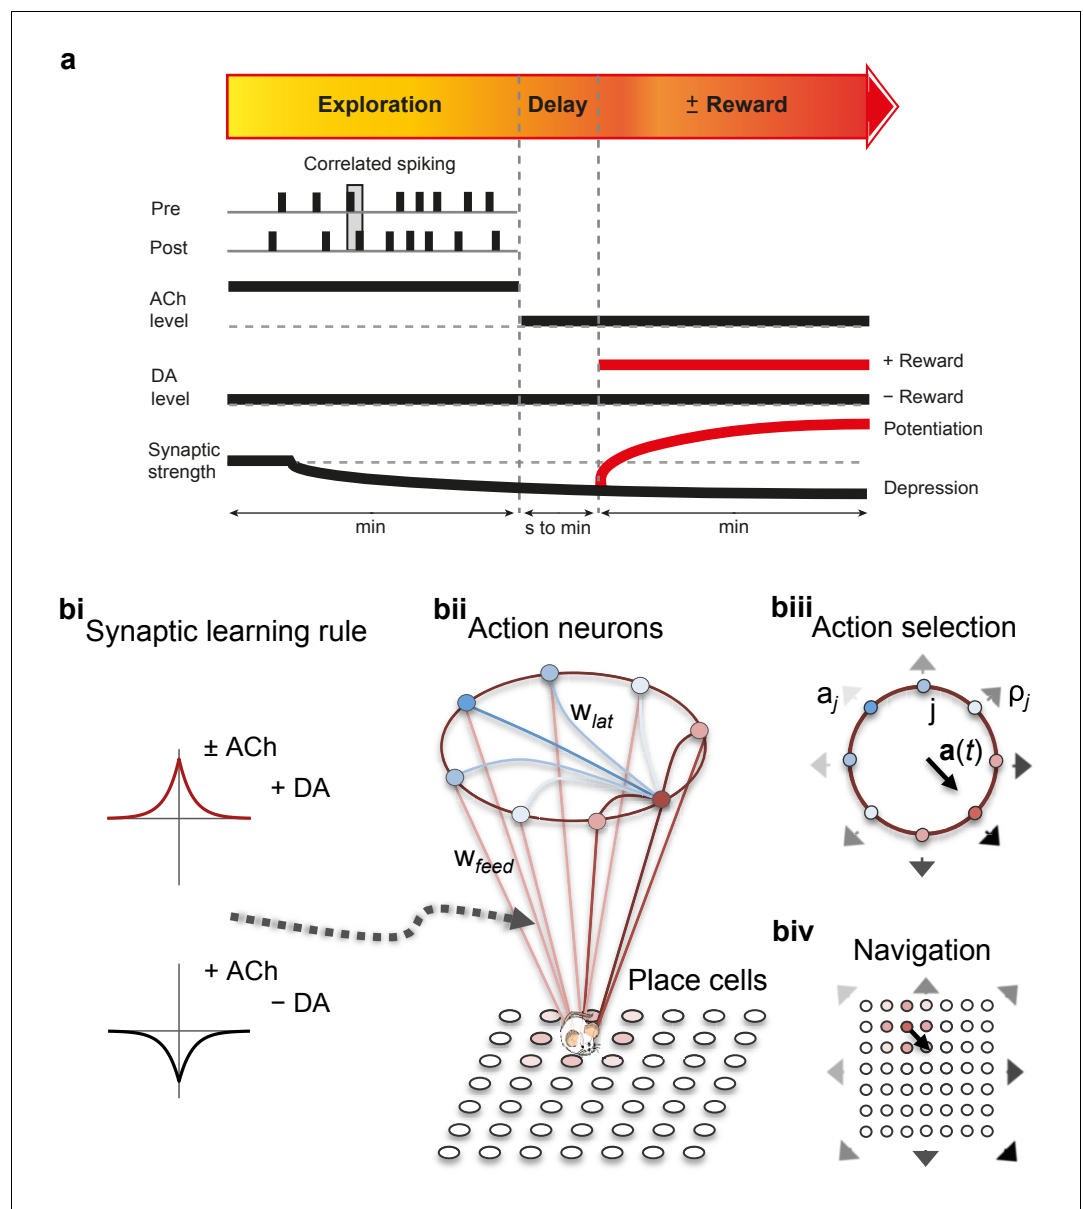 a
Exploration
Delay
± Reward
Correlated spiking
Pre
Post
ACh
level
DA
level
+ Reward
− Reward
Synaptic
strength
Potentiation
Depression
min
s to min
min
bi
Synaptic learning rule
± ACh
+ DA
+ ACh
− DA
bii
Action neurons
w_lat
w_feed
Place cells
biii
Action selection
a_j
j
ρ_j
a(t)
biv
Navigation